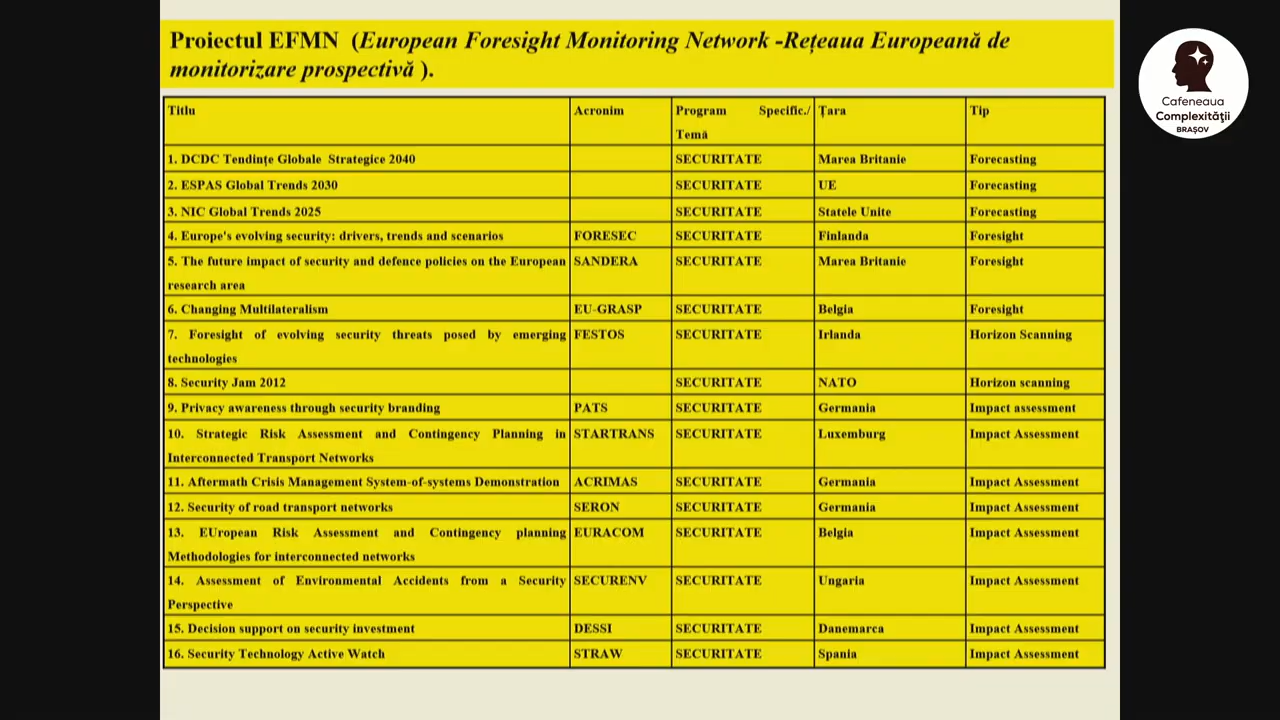 Proiectul EFMN (European Foresight Monitoring Network -Rețeaua Europeană de
monitorizare prospectivă ).
Cafeneaua
Complexității
BRAȘOV
Titlu Acronim Program Specific./ Țara Tip
Temă
1. DCDC Tendințe Globale Strategice 2040 SECURITATE Marea Britanie Forecasting
2. ESPAS Global Trends 2030 SECURITATE UE Forecasting
3. NIC Global Trends 2025 SECURITATE Statele Unite Forecasting
4. Europe's evolving security: drivers, trends and scenarios FORESEC SECURITATE Finlanda Foresight
5. The future impact of security and defence policies on the European SANDERA SECURITATE Marea Britanie Foresight
research area
6. Changing Multilateralism EU-GRASP SECURITATE Belgia Foresight
7. Foresight of evolving security threats posed by emerging FESTOS SECURITATE Irlanda Horizon Scanning
technologies
8. Security Jam 2012 SECURITATE NATO Horizon scanning
9. Privacy awareness through security branding PATS SECURITATE Germania Impact assessment
10. Strategic Risk Assessment and Contingency Planning in STARTRANS SECURITATE Luxemburg Impact Assessment
Interconnected Transport Networks
11. Aftermath Crisis Management System-of-systems Demonstration ACRIMAS SECURITATE Germania Impact Assessment
12. Security of road transport networks SERON SECURITATE Germania Impact Assessment
13. EUropean Risk Assessment and Contingency planning EURACOM SECURITATE Belgia Impact Assessment
Methodologies for interconnected networks
14. Assessment of Environmental Accidents from a Security SECURENV SECURITATE Ungaria Impact Assessment
Perspective
15. Decision support on security investment DESSI SECURITATE Danemarca Impact Assessment
16. Security Technology Active Watch STRAW SECURITATE Spania Impact Assessment